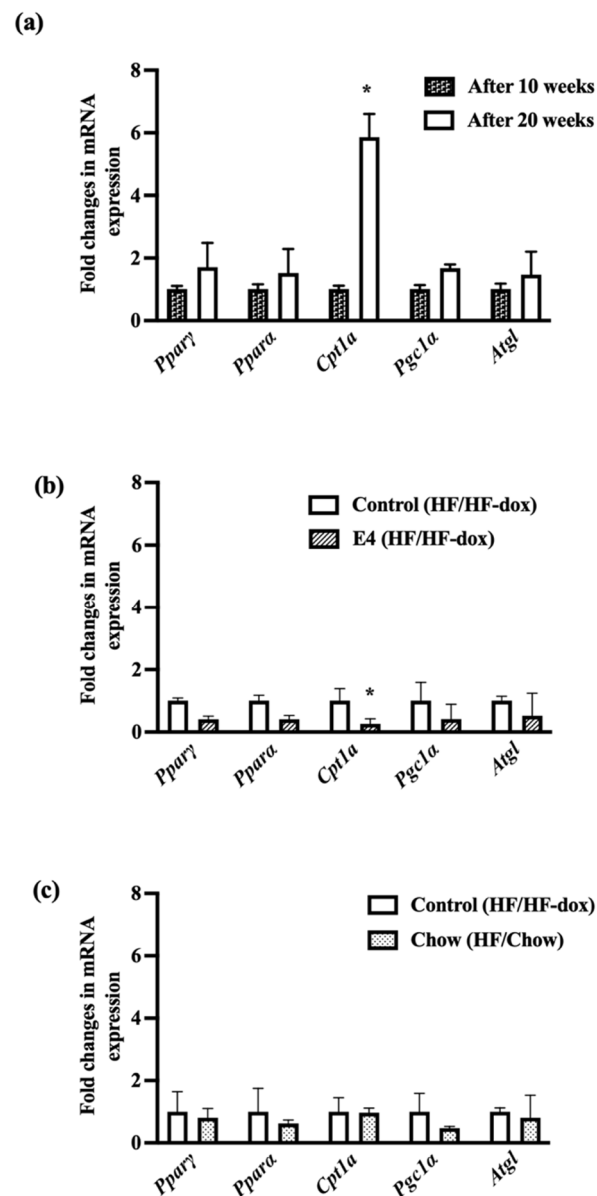 (a)
Fold changes in mRNA
expression
8
6
4
2
0
*
After 10 weeks
After 20 weeks
Pparγ
Pparα
Cpt1a
Pgc1α
Atgl
(b)
Fold changes in mRNA
expression
8
6
4
2
0
Control (HF/HF-dox)
E4 (HF/HF-dox)
*
Pparγ
Pparα
Cpt1a
Pgc1α
Atgl
(c)
Fold changes in mRNA
expression
8
6
4
2
0
Control (HF/HF-dox)
Chow (HF/Chow)
Pparγ
Pparα
Cpt1a
Pgc1α
Atgl